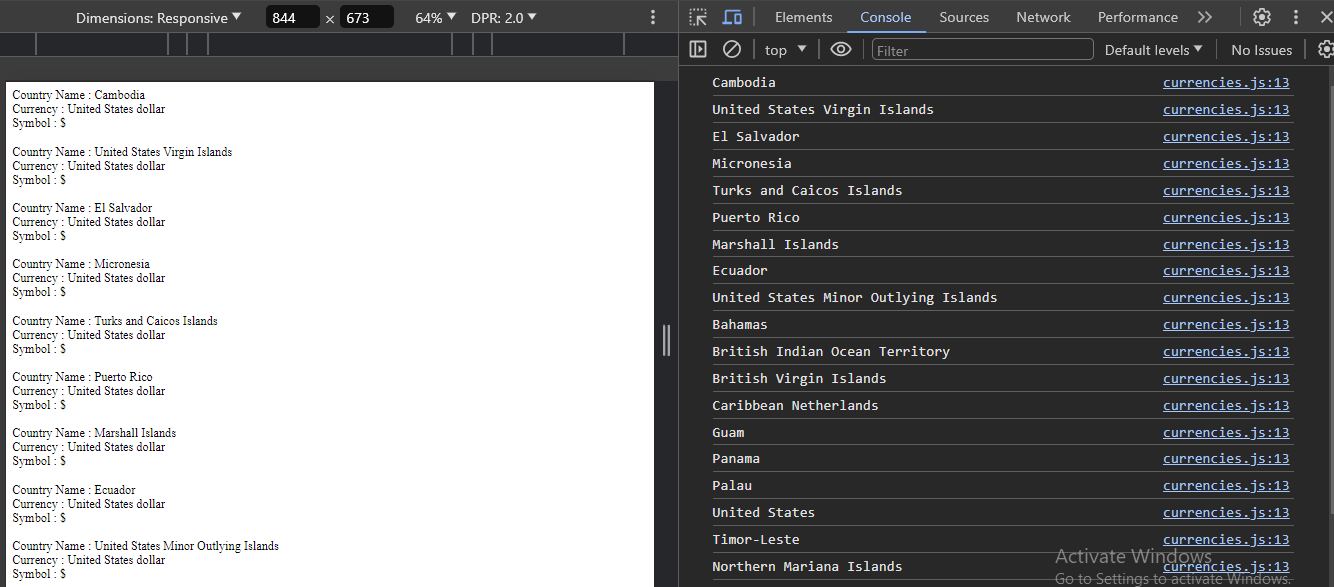 Dimensions: Responsive ▼ 844 × 673 64% ▼ DPR: 2.0 ▼
Elements Console Sources Network Performance
top ▼ Filter Default levels ▼ No Issues
Country Name : Cambodia
Currency : United States dollar
Symbol : $
Country Name : United States Virgin Islands
Currency : United States dollar
Symbol : $
Country Name : El Salvador
Currency : United States dollar
Symbol : $
Country Name : Micronesia
Currency : United States dollar
Symbol : $
Country Name : Turks and Caicos Islands
Currency : United States dollar
Symbol : $
Country Name : Puerto Rico
Currency : United States dollar
Symbol : $
Country Name : Marshall Islands
Currency : United States dollar
Symbol : $
Country Name : Ecuador
Currency : United States dollar
Symbol : $
Country Name : United States Minor Outlying Islands
Currency : United States dollar
Symbol : $
Cambodia currencies.js:13
United States Virgin Islands currencies.js:13
El Salvador currencies.js:13
Micronesia currencies.js:13
Turks and Caicos Islands currencies.js:13
Puerto Rico currencies.js:13
Marshall Islands currencies.js:13
Ecuador currencies.js:13
United States Minor Outlying Islands currencies.js:13
Bahamas currencies.js:13
British Indian Ocean Territory currencies.js:13
British Virgin Islands currencies.js:13
Caribbean Netherlands currencies.js:13
Guam currencies.js:13
Panama currencies.js:13
Palau currencies.js:13
United States currencies.js:13
Timor-Leste currencies.js:13
Northern Mariana Islands currencies.js:13
Activate Windows
Go to Settings to activate Windows.